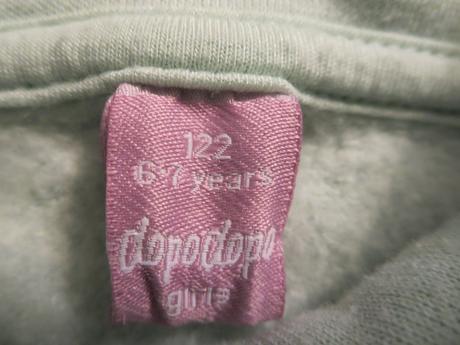 122
6-7 years
dopodopo
girls